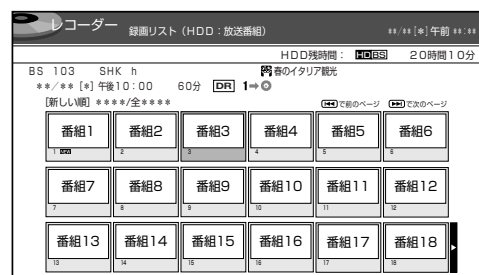 レコーダー 録画リスト（HDD：放送番組） **/**[*]午前 **:**
HDD残時間： HD BS 20時間10分
BS 103 SHK h 春のイタリア観光
**/** [*] 午後10:00 60分 DR 1➡◎
[新しい順] ****/全**** ⏮で前のページ ⏭で次のページ
番組1 番組2 番組3 番組4 番組5 番組6
1 NEW 2 3 4 5 6
番組7 番組8 番組9 番組10 番組11 番組12
7 8 9 10 11 12
番組13 番組14 番組15 番組16 番組17 番組18
13 14 15 16 17 18